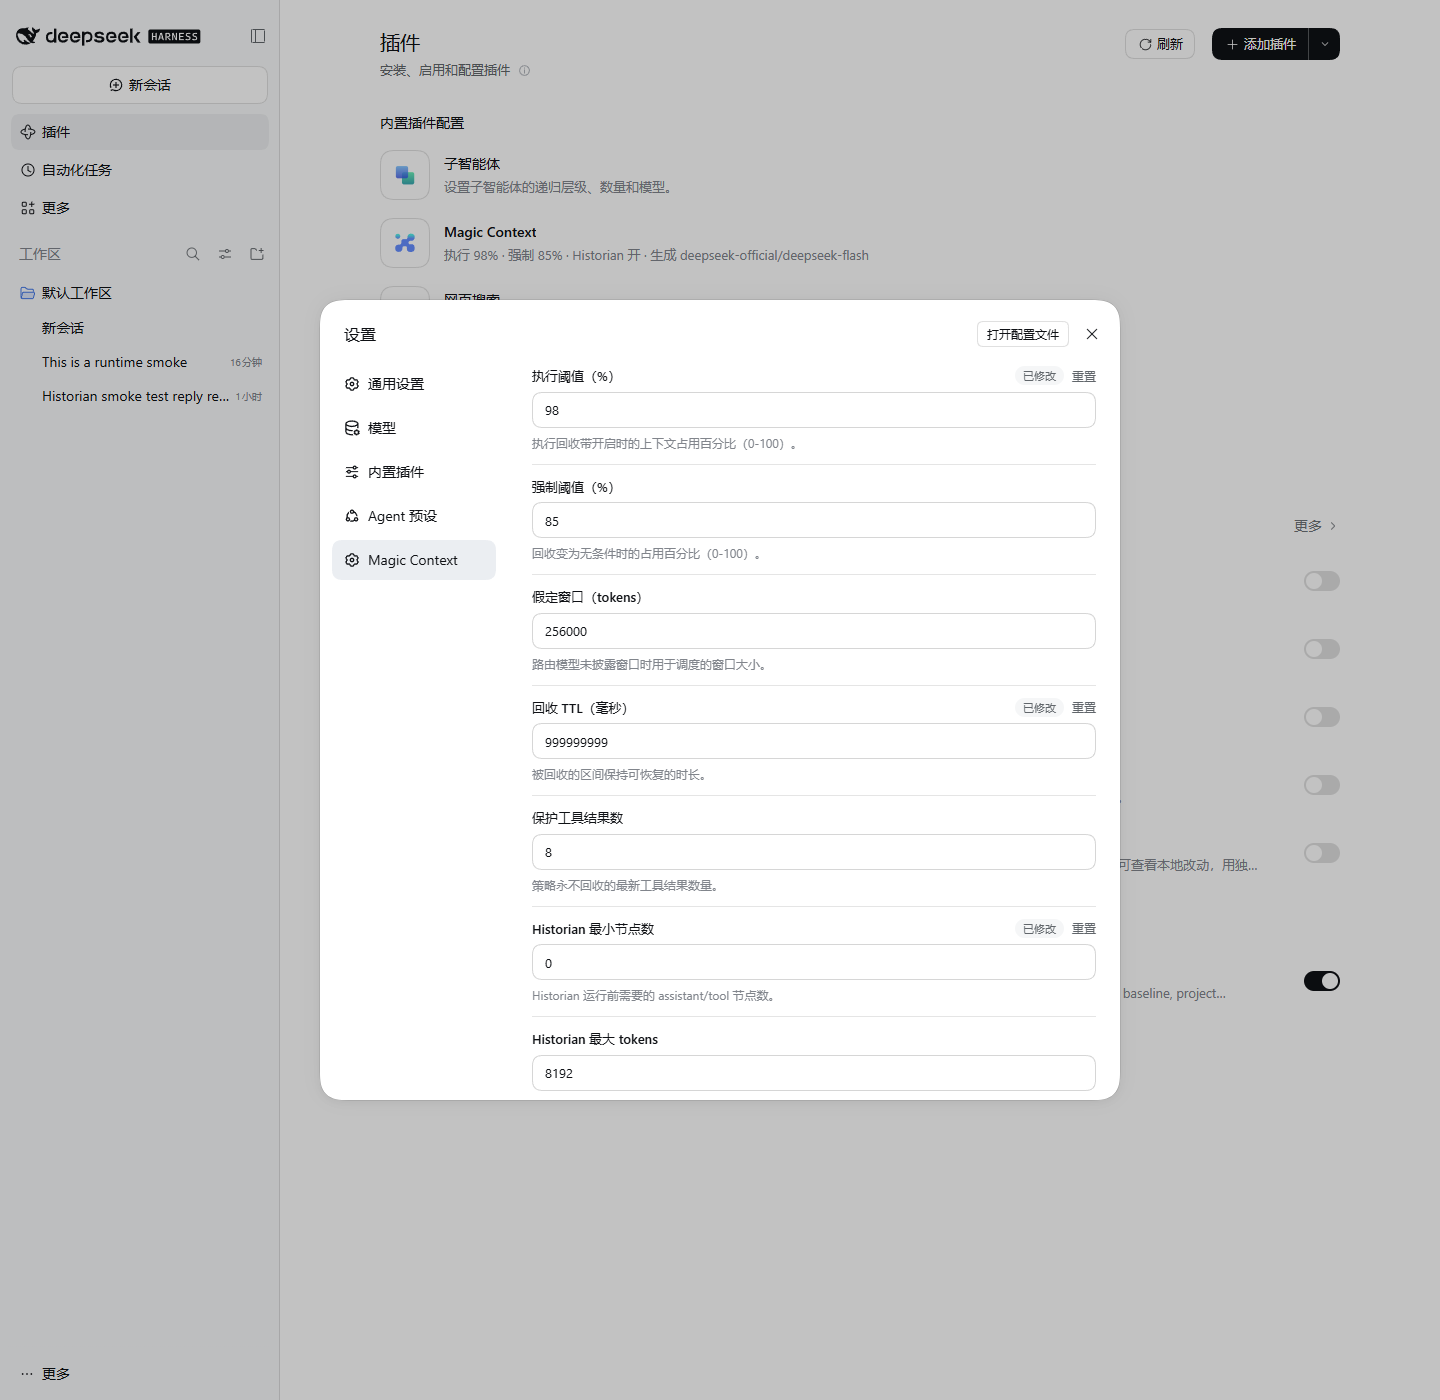 deepseek HARNESS
新会话
插件
自动化任务
更多
工作区
默认工作区
新会话
This is a runtime smoke 16分钟
Historian smoke test reply re... 1小时
... 更多
插件
安装、启用和配置插件
刷新
添加插件
内置插件配置
子智能体
设置子智能体的递归层级、数量和模型。
Magic Context
执行 98% · 强制 85% · Historian 开 · 生成 deepseek-official/deepseek-flash
网页搜索
更多
可查看本地改动，用独...
baseline, project...
设置
打开配置文件
通用设置
模型
内置插件
Agent 预设
Magic Context
执行阈值（%） 已修改 重置
98
执行回收带开启时的上下文占用百分比（0-100）。
强制阈值（%）
85
回收变为无条件时的占用百分比（0-100）。
假定窗口（tokens）
256000
路由模型未披露窗口时用于调度的窗口大小。
回收 TTL（毫秒） 已修改 重置
999999999
被回收的区间保持可恢复的时长。
保护工具结果数
8
策略永不回收的最新工具结果数量。
Historian 最小节点数 已修改 重置
0
Historian 运行前需要的 assistant/tool 节点数。
Historian 最大 tokens
8192